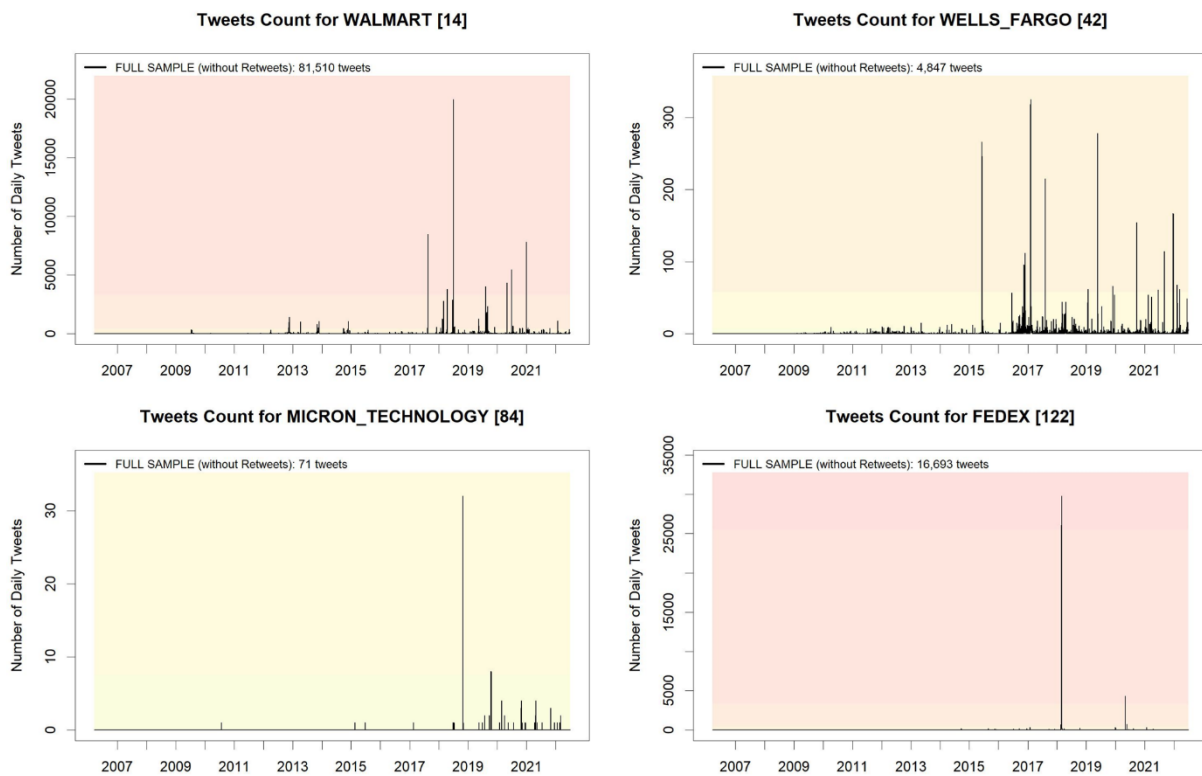 Tweets Count for WALMART [14]
FULL SAMPLE (without Retweets): 81,510 tweets
Number of Daily Tweets
20000
15000
10000
5000
0
2007 2009 2011 2013 2015 2017 2019 2021
Tweets Count for WELLS_FARGO [42]
FULL SAMPLE (without Retweets): 4,847 tweets
Number of Daily Tweets
300
200
100
0
2007 2009 2011 2013 2015 2017 2019 2021
Tweets Count for MICRON_TECHNOLOGY [84]
FULL SAMPLE (without Retweets): 71 tweets
Number of Daily Tweets
30
20
10
0
2007 2009 2011 2013 2015 2017 2019 2021
Tweets Count for FEDEX [122]
FULL SAMPLE (without Retweets): 16,693 tweets
Number of Daily Tweets
35000
25000
15000
5000
0
2007 2009 2011 2013 2015 2017 2019 2021